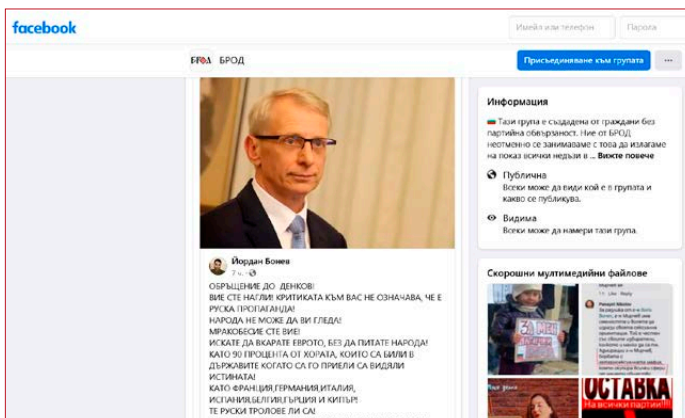 facebook
Имейл или телефон
Парола
БРОД
БРОД
Присъединяване към групата
Информация
Тази група е създадена от граждани без
партийна обвързаност. Ние от БРОД
неотменно се занимаваме с това да излагаме
на показ всички недъзи в ... Вижте повече
Публична
Всеки може да види кой е в групата и
какво се публикува.
Видима
Всеки може да намери тази група.
Йордан Бонев
7 ч.
ОБРЪЩЕНИЕ ДО ДЕНКОВ!
ВИЕ СТЕ НАГЛИ! КРИТИКАТА КЪМ ВАС НЕ ОЗНАЧАВА, ЧЕ Е
РУСКА ПРОПАГАНДА!
НАРОДА НЕ МОЖЕ ДА ВИ ГЛЕДА!
МРАКОБЕСИЕ СТЕ ВИЕ!
ИСКАТЕ ДА ВКАРАТЕ ЕВРОТО, БЕЗ ДА ПИТАТЕ НАРОДА!
КАТО 90 ПРОЦЕНТА ОТ ХОРАТА, КОИТО СА БИЛИ В
ДЪРЖАВИТЕ КОГАТО СА ГО ПРИЕЛИ СА ВИДЯЛИ
ИСТИНАТА!
КАТО ФРАНЦИЯ,ГЕРМАНИЯ,ИТАЛИЯ,
ИСПАНИЯ,БЕЛГИЯ,ГЪРЦИЯ И КИПЪР!
ТЕ РУСКИ ТРОЛОВЕ ЛИ СА!
Скорошни мултимедийни файлове
ЗА МЕН
ОСТАВКА
На всички партии!!!!